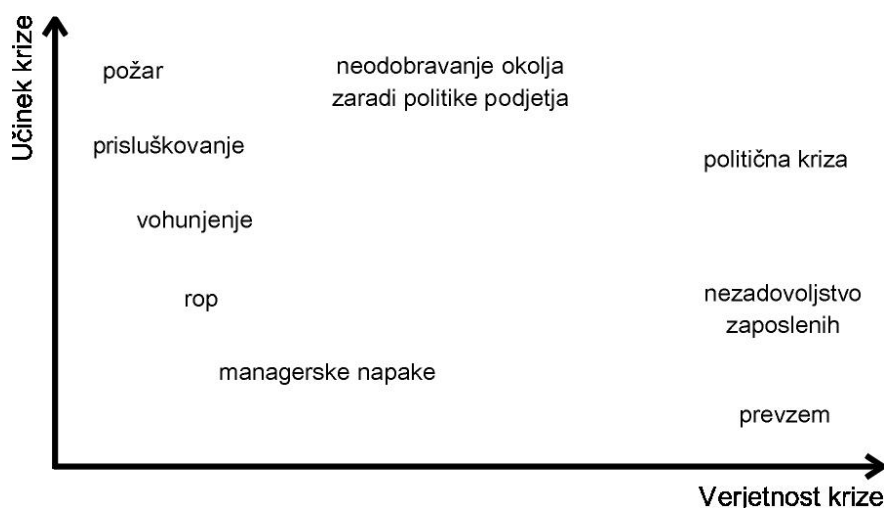 Učinek krize
požar
neodobravanje okolja
zaradi politike podjetja
prisluškovanje
politična kriza
vohunjenje
rop
nezadovoljstvo
zaposlenih
managerske napake
prevzem
Verjetnost krize